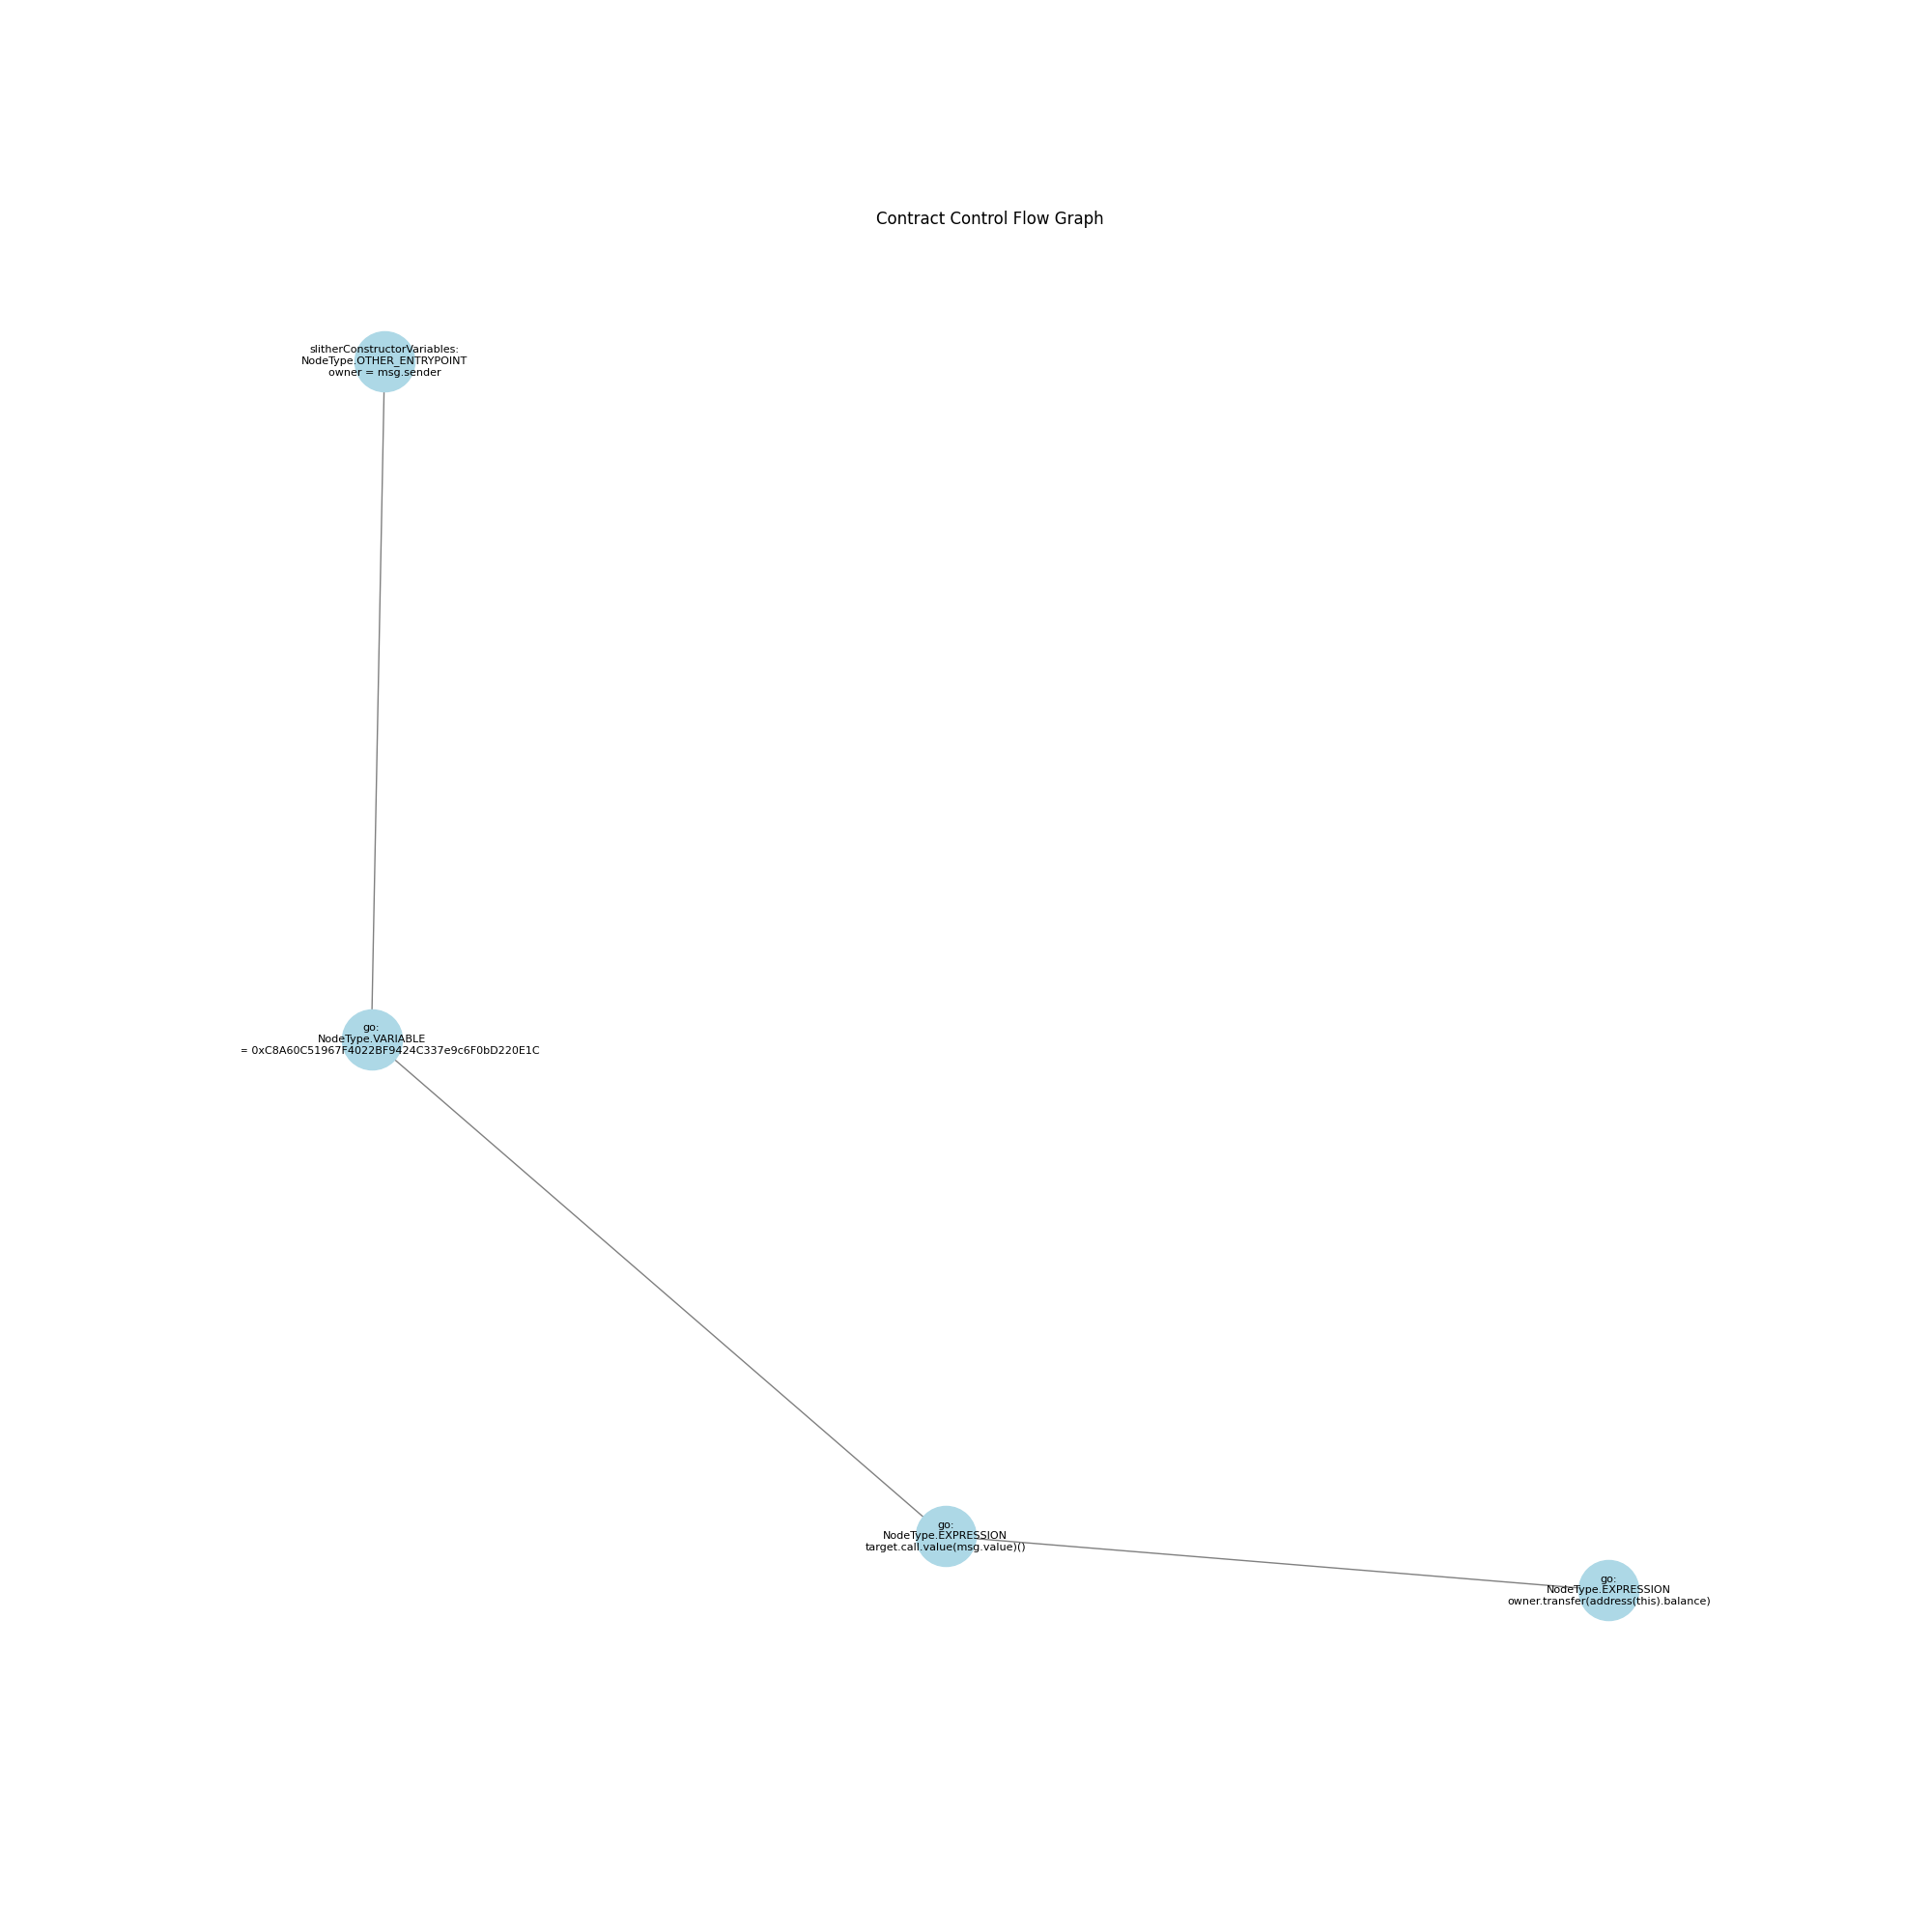 Contract Control Flow Graph
slitherConstructorVariables:
NodeType.OTHER_ENTRYPOINT
owner = msg.sender
go:
NodeType.VARIABLE
= 0xC8A60C51967F4022BF9424C337e9c6F0bD220E1C
go:
NodeType.EXPRESSION
target.call.value(msg.value)()
go:
NodeType.EXPRESSION
owner.transfer(address(this).balance)